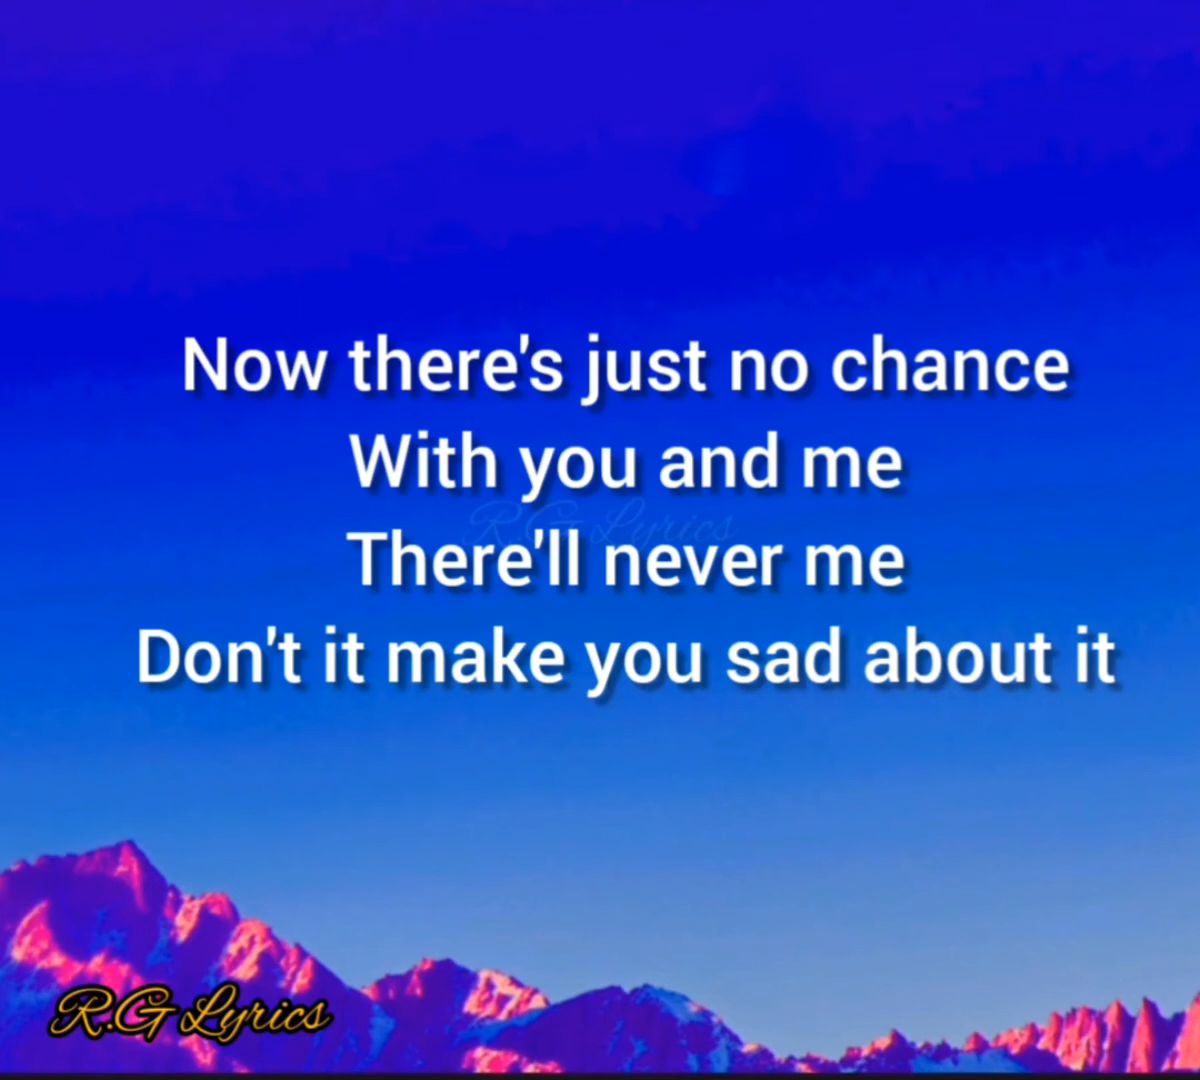 Now there's just no chance
With you and me
R.G Lyrics
There'll never me
Don't it make you sad about it
R.G Lyrics